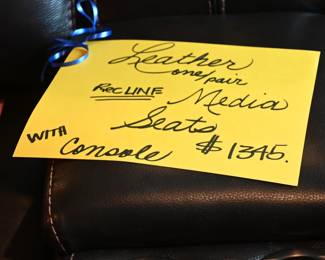 Leather
one/pair
RECLINE Media
Seats
WITH Console $1345.